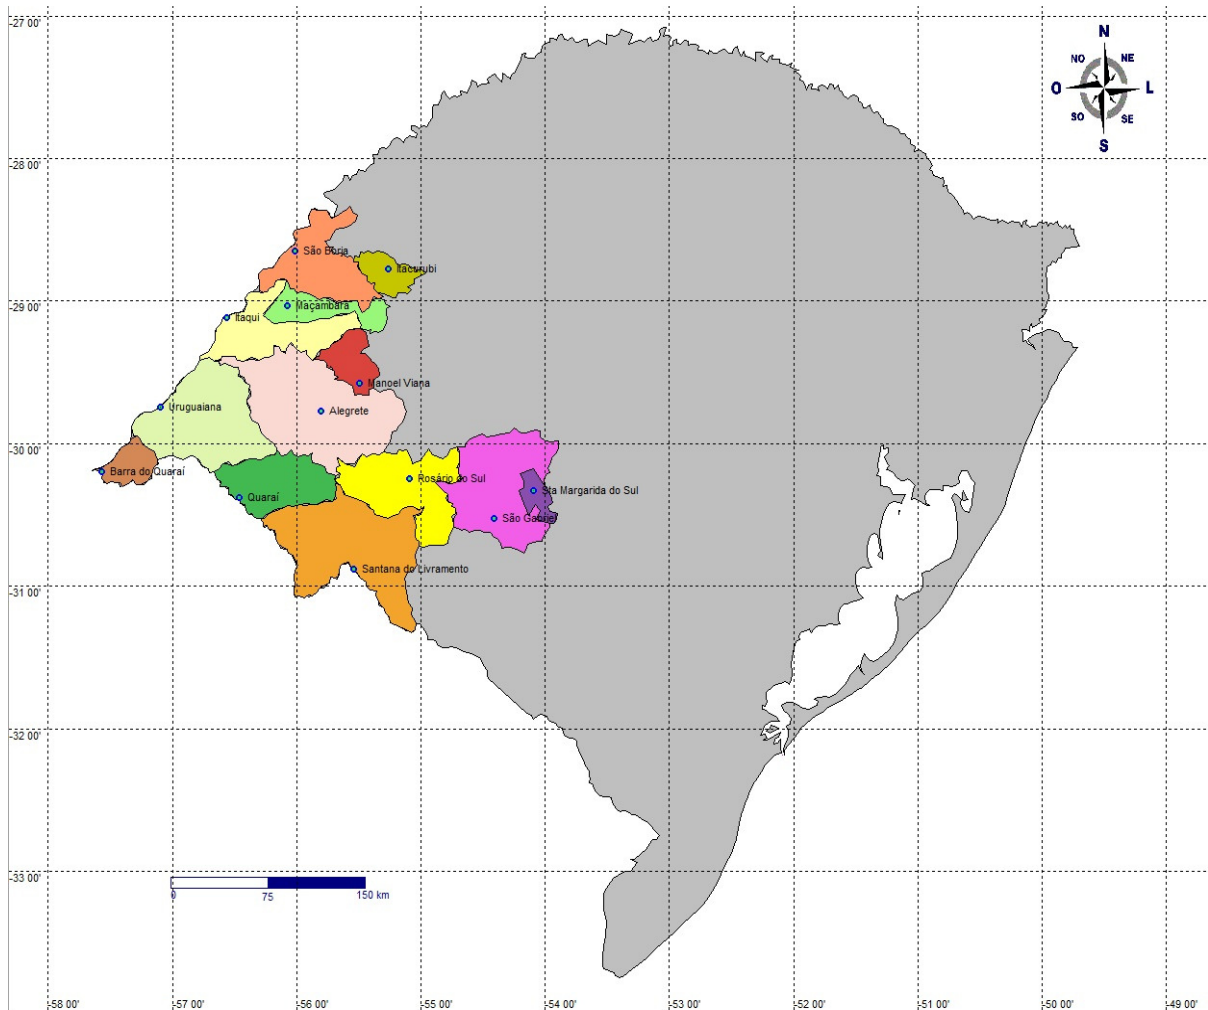 -27 00'
N
NO
NE
O
L
SO
SE
S
-28 00'
São Borja
Itacurubi
-29 00'
Maçambará
Itaqui
Manoel Viana
Uruguaiana
Alegrete
-30 00'
Barra do Quaraí
Rosário do Sul
Quaraí
Sta Margarida do Sul
São Gabriel
Santana do Livramento
-31 00'
-32 00'
-33 00'
0
75
150 km
-58 00'
-57 00'
-56 00'
-55 00'
-54 00'
-53 00'
-52 00'
-51 00'
-50 00'
-49 00'